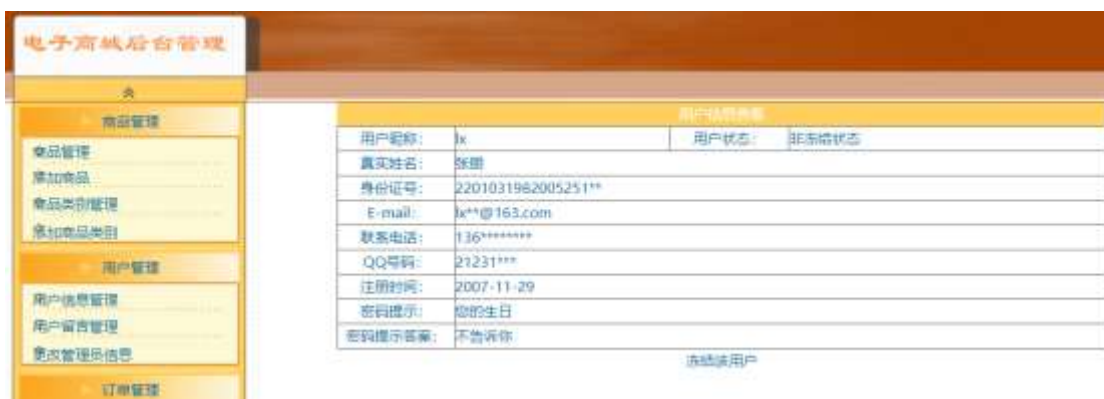 电子商城后台管理
商品管理
商品管理
添加商品
商品类别管理
添加商品类别
用户管理
用户信息管理
用户留言管理
更改管理员信息
订单管理
用户信息查看
用户昵称： lx 用户状态： 非冻结状态
真实姓名：
身份证号： 2201031982005251**
E-mail： lx**@163.com
联系电话： 136********
QQ号码： 21231***
注册时间： 2007-11-29
密码提示： 您的生日
密码提示答案： 不告诉你
冻结该用户